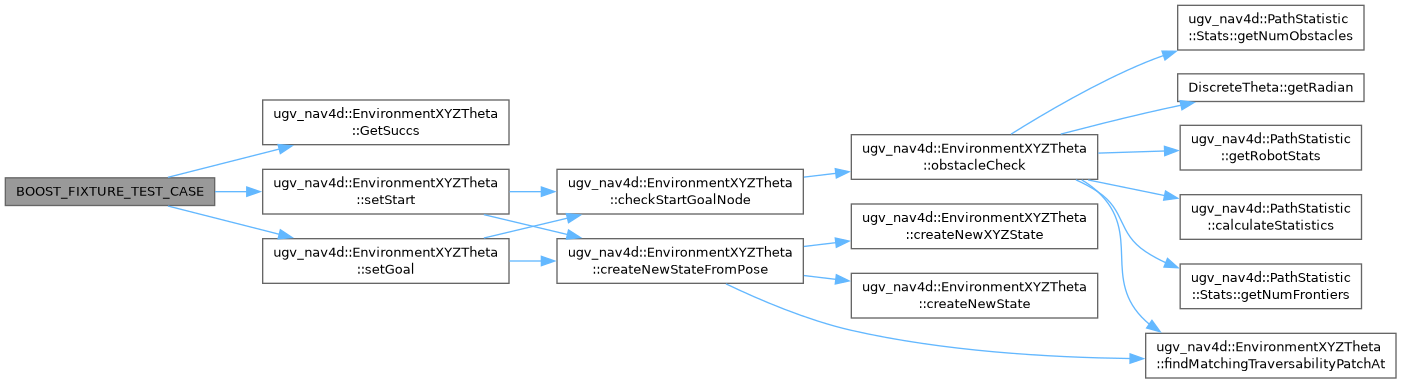 BOOST_FIXTURE_TEST_CASE
ugv_nav4d::EnvironmentXYZTheta
::GetSuccs
ugv_nav4d::EnvironmentXYZTheta
::setStart
ugv_nav4d::EnvironmentXYZTheta
::setGoal
ugv_nav4d::EnvironmentXYZTheta
::checkStartGoalNode
ugv_nav4d::EnvironmentXYZTheta
::createNewStateFromPose
ugv_nav4d::EnvironmentXYZTheta
::obstacleCheck
ugv_nav4d::EnvironmentXYZTheta
::createNewXYZState
ugv_nav4d::EnvironmentXYZTheta
::createNewState
ugv_nav4d::PathStatistic
::Stats::getNumObstacles
DiscreteTheta::getRadian
ugv_nav4d::PathStatistic
::getRobotStats
ugv_nav4d::PathStatistic
::calculateStatistics
ugv_nav4d::PathStatistic
::Stats::getNumFrontiers
ugv_nav4d::EnvironmentXYZTheta
::findMatchingTraversabilityPatchAt